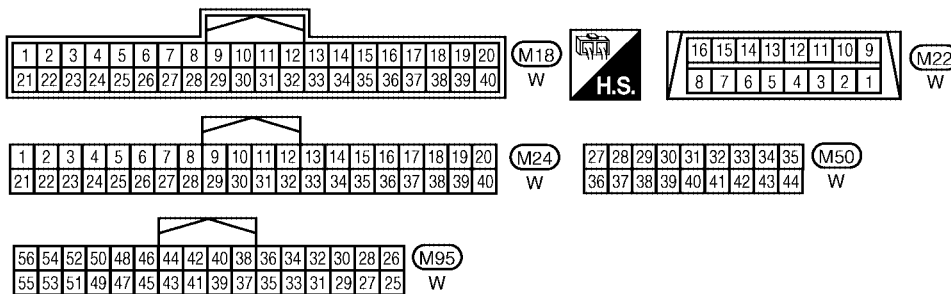 1 2 3 4 5 6 7 8 9 10 11 12 13 14 15 16 17 18 19 20 M18
21 22 23 24 25 26 27 28 29 30 31 32 33 34 35 36 37 38 39 40 W
H.S.
16 15 14 13 12 11 10 9 M22
8 7 6 5 4 3 2 1 W
1 2 3 4 5 6 7 8 9 10 11 12 13 14 15 16 17 18 19 20 M24
21 22 23 24 25 26 27 28 29 30 31 32 33 34 35 36 37 38 39 40 W
27 28 29 30 31 32 33 34 35 M50
36 37 38 39 40 41 42 43 44 W
56 54 52 50 48 46 44 42 40 38 36 34 32 30 28 26 M95
55 53 51 49 47 45 43 41 39 37 35 33 31 29 27 25 W